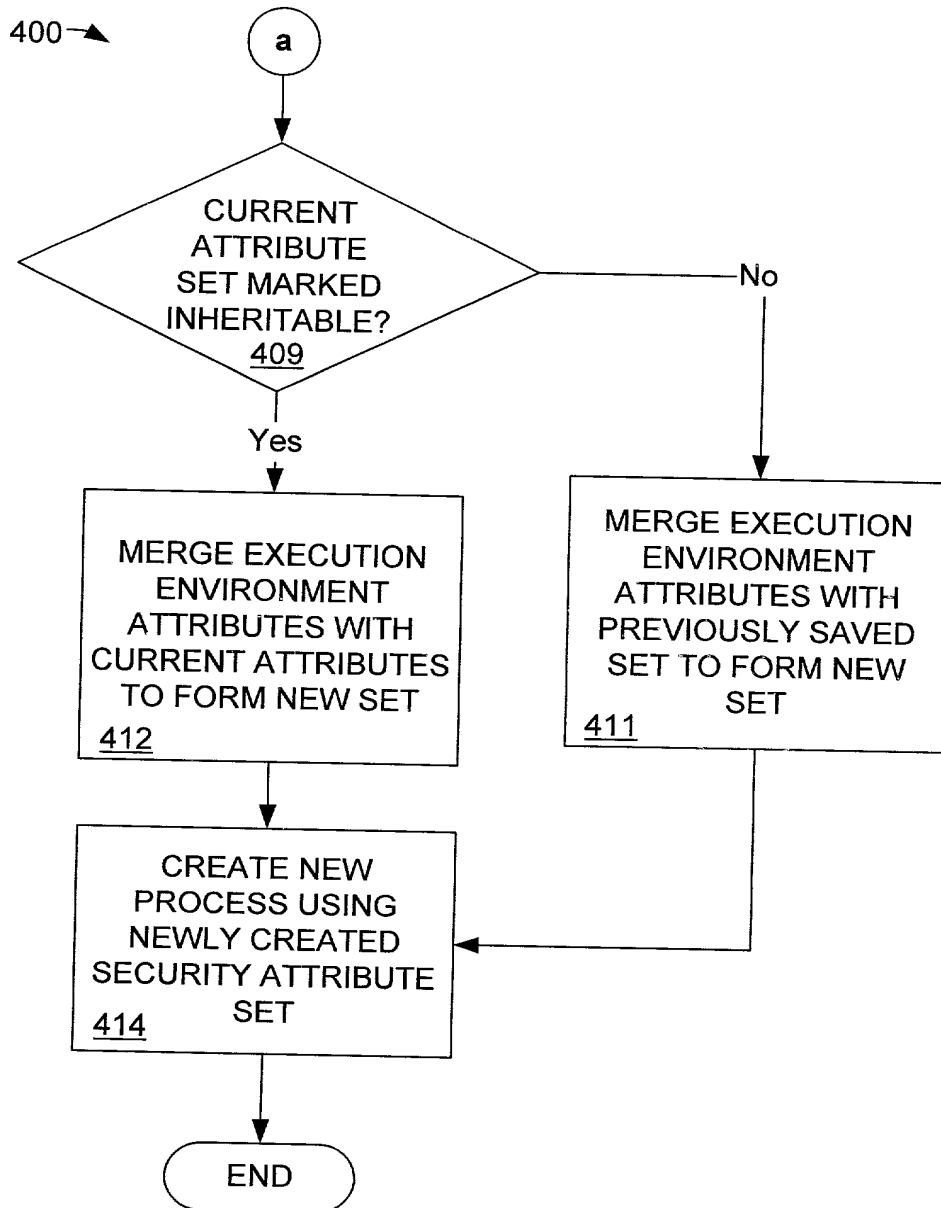 400
a
CURRENT
ATTRIBUTE
SET MARKED
INHERITABLE?
409
No
Yes
MERGE EXECUTION
ENVIRONMENT
ATTRIBUTES WITH
CURRENT ATTRIBUTES
TO FORM NEW SET
412
MERGE EXECUTION
ENVIRONMENT
ATTRIBUTES WITH
PREVIOUSLY SAVED
SET TO FORM NEW
SET
411
CREATE NEW
PROCESS USING
NEWLY CREATED
SECURITY ATTRIBUTE
SET
414
END